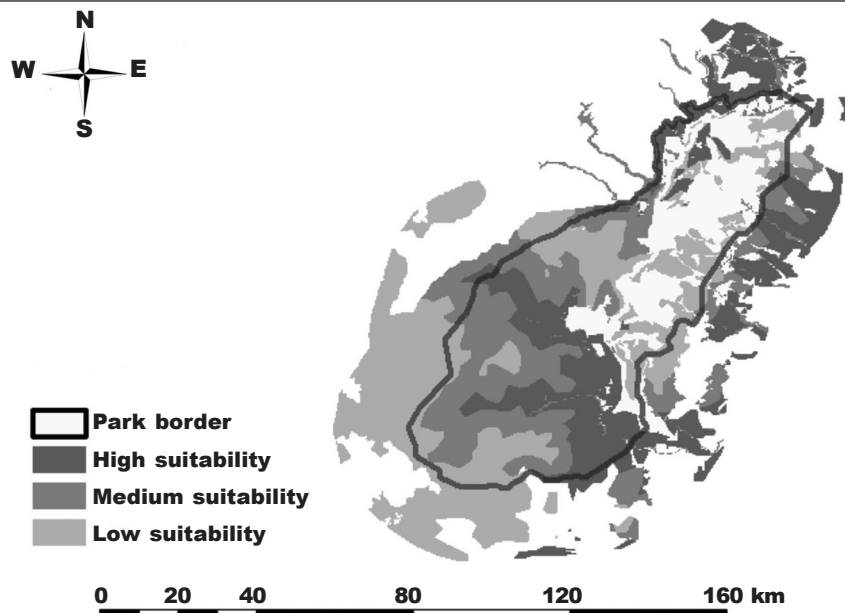 N
W E
S
Park border
High suitability
Medium suitability
Low suitability
0 20 40 80 120 160 km